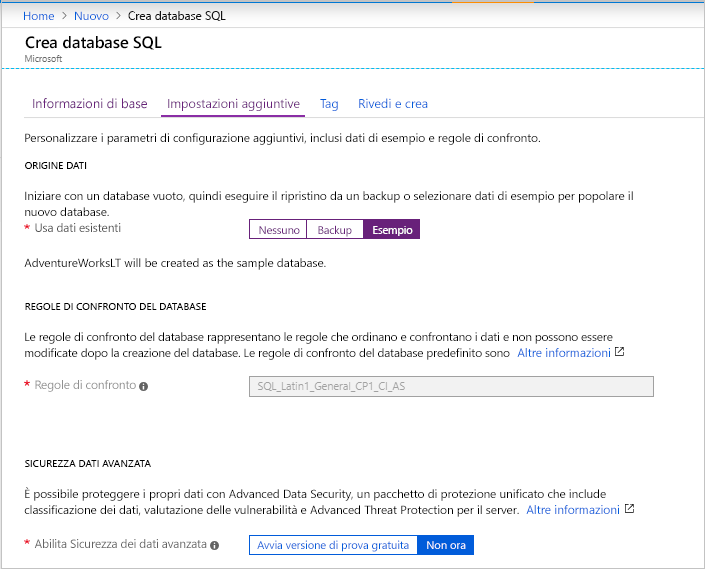 Home > Nuovo > Crea database SQL
Crea database SQL
Microsoft
Informazioni di base Impostazioni aggiuntive Tag Rivedi e crea
Personalizzare i parametri di configurazione aggiuntivi, inclusi dati di esempio e regole di confronto.
ORIGINE DATI
Iniziare con un database vuoto, quindi eseguire il ripristino da un backup o selezionare dati di esempio per popolare il
nuovo database.
* Usa dati esistenti Nessuno Backup Esempio
AdventureWorksLT will be created as the sample database.
REGOLE DI CONFRONTO DEL DATABASE
Le regole di confronto del database rappresentano le regole che ordinano e confrontano i dati e non possono essere
modificate dopo la creazione del database. Le regole di confronto del database predefinito sono Altre informazioni
* Regole di confronto SQL_Latin1_General_CP1_CI_AS
SICUREZZA DATI AVANZATA
È possibile proteggere i propri dati con Advanced Data Security, un pacchetto di protezione unificato che include
classificazione dei dati, valutazione delle vulnerabilità e Advanced Threat Protection per il server. Altre informazioni
* Abilita Sicurezza dei dati avanzata Avvia versione di prova gratuita Non ora